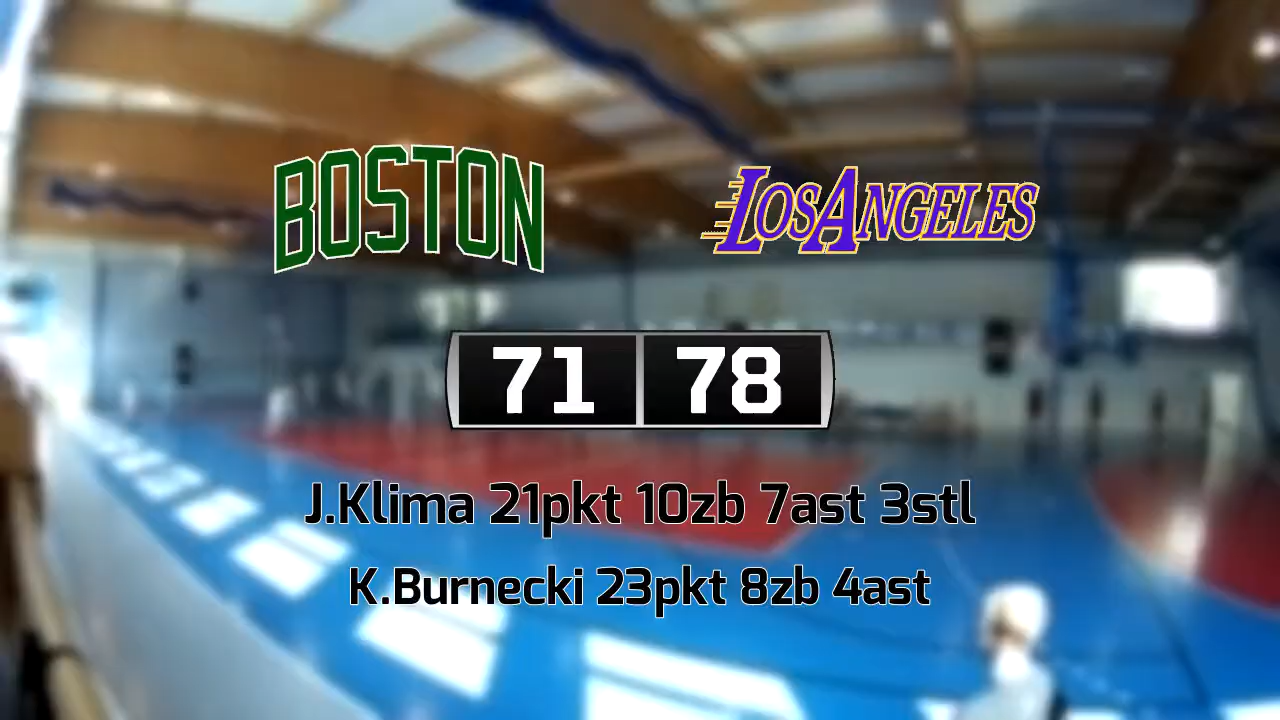 BOSTON LOSANGELES
71 78
J.Klima 21pkt 10zb 7ast 3stl
K.Burnecki 23pkt 8zb 4ast